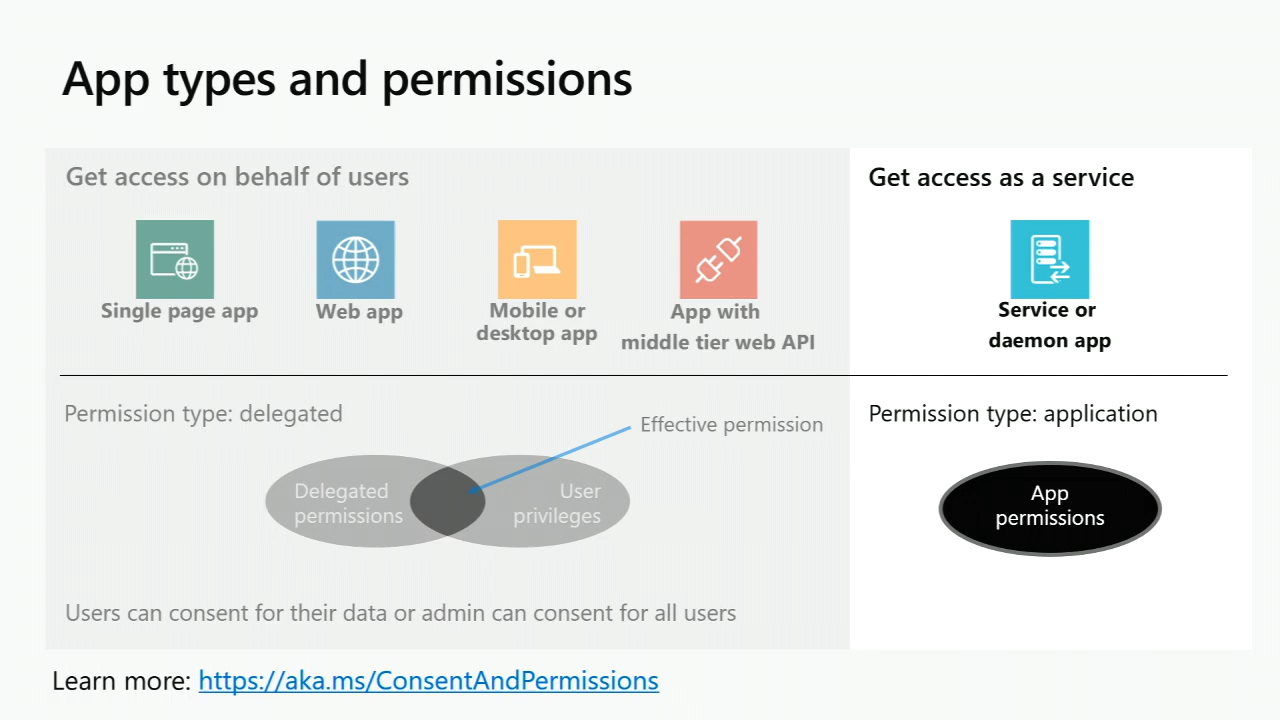 App types and permissions
Get access on behalf of users
Single page app
Web app
Mobile or
desktop app
App with
middle tier web API
Permission type: delegated
Effective permission
Delegated
permissions
User
privileges
Users can consent for their data or admin can consent for all users
Get access as a service
Service or
daemon app
Permission type: application
App
permissions
Learn more: https://aka.ms/ConsentAndPermissions